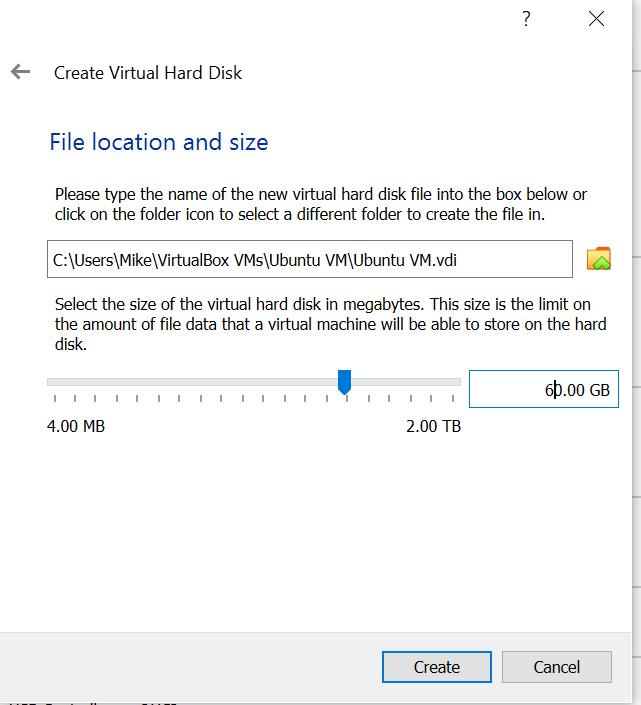 ?
Create Virtual Hard Disk
File location and size
Please type the name of the new virtual hard disk file into the box below or
click on the folder icon to select a different folder to create the file in.
C:\Users\Mike\VirtualBox VMs\Ubuntu VM\Ubuntu VM.vdi
Select the size of the virtual hard disk in megabytes. This size is the limit on
the amount of file data that a virtual machine will be able to store on the hard
disk.
60.00 GB
4.00 MB
2.00 TB
Create
Cancel